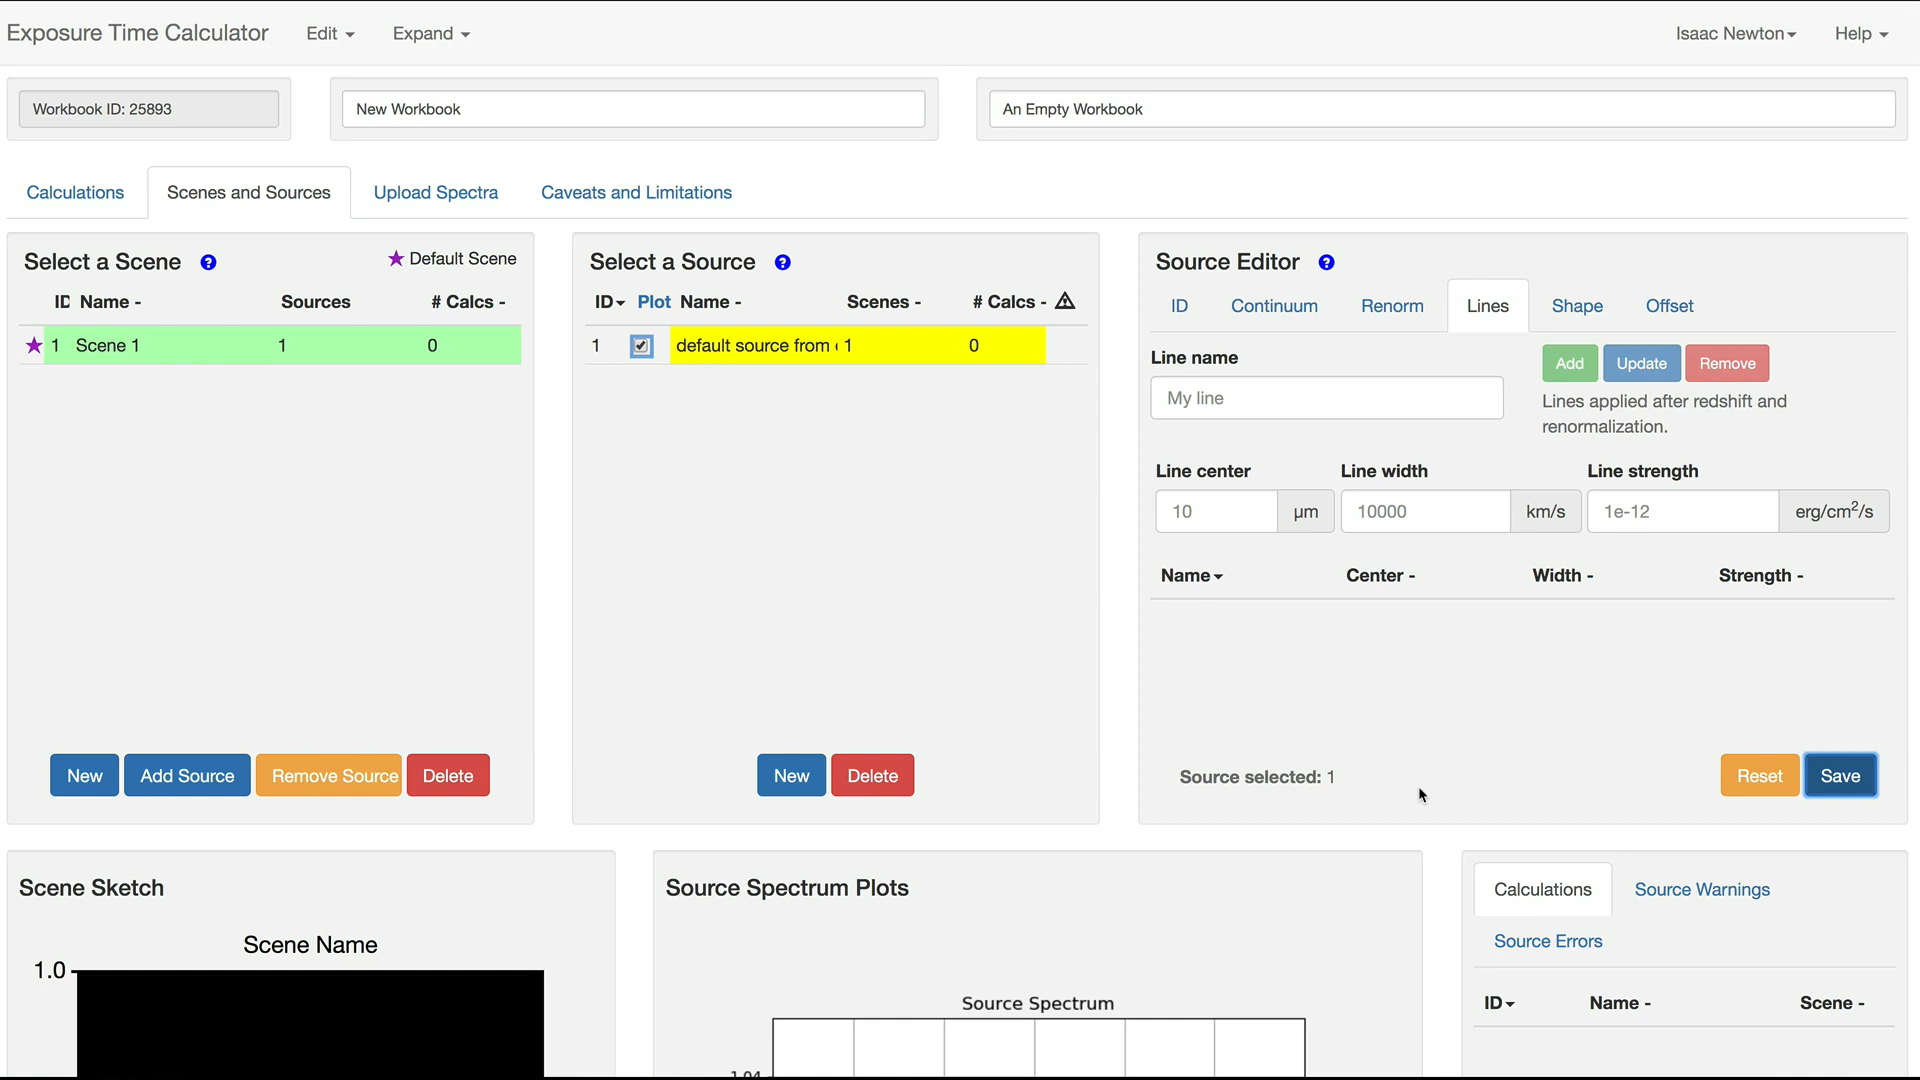 Exposure Time Calculator Edit Expand Isaac Newton Help
Workbook ID: 25893 New Workbook An Empty Workbook
Calculations Scenes and Sources Upload Spectra Caveats and Limitations
Select a Scene ? ★ Default Scene
ID Name - Sources # Calcs -
★ 1 Scene 1 1 0
New Add Source Remove Source Delete
Select a Source ?
ID Plot Name - Scenes - # Calcs -
1 default source from 1 0
New Delete
Source Editor ?
ID Continuum Renorm Lines Shape Offset
Line name
My line
Add Update Remove
Lines applied after redshift and
renormalization.
Line center Line width Line strength
10 µm 10000 km/s 1e-12 erg/cm²/s
Name Center - Width - Strength -
Source selected: 1 Reset Save
Scene Sketch
Scene Name
1.0
Source Spectrum Plots
Source Spectrum
1.04
Calculations Source Warnings
Source Errors
ID Name - Scene -